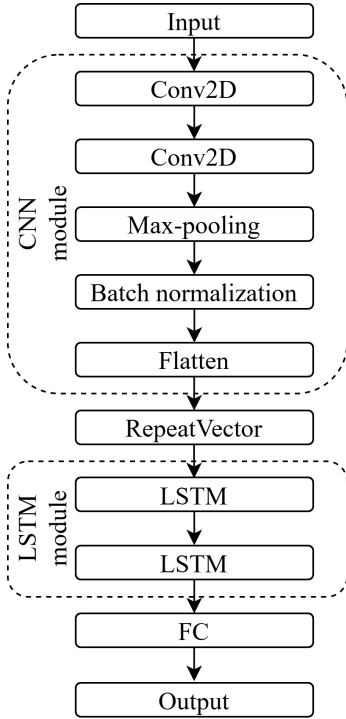 Input
Conv2D
Conv2D
CNN
module
Max-pooling
Batch normalization
Flatten
RepeatVector
LSTM
module
LSTM
LSTM
FC
Output